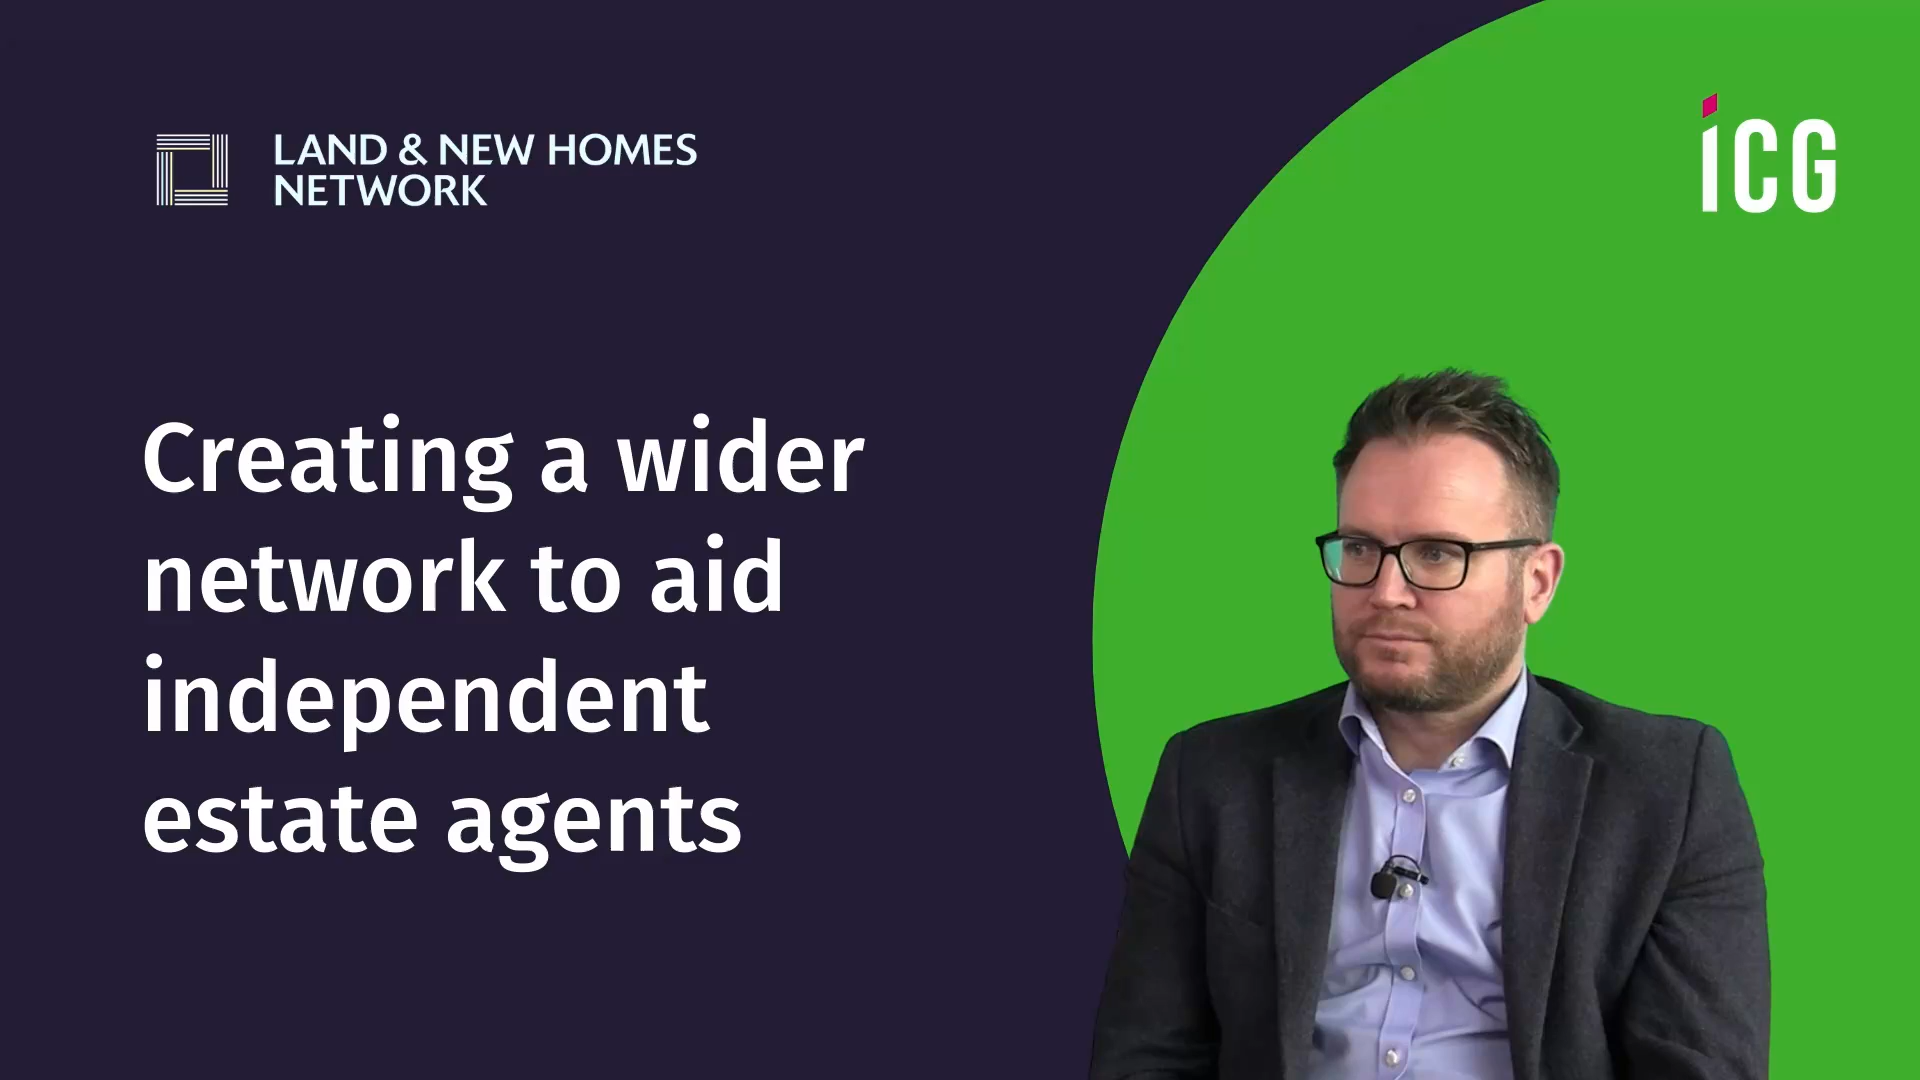 LAND & NEW HOMES
NETWORK
iCG
Creating a wider
network to aid
independent
estate agents